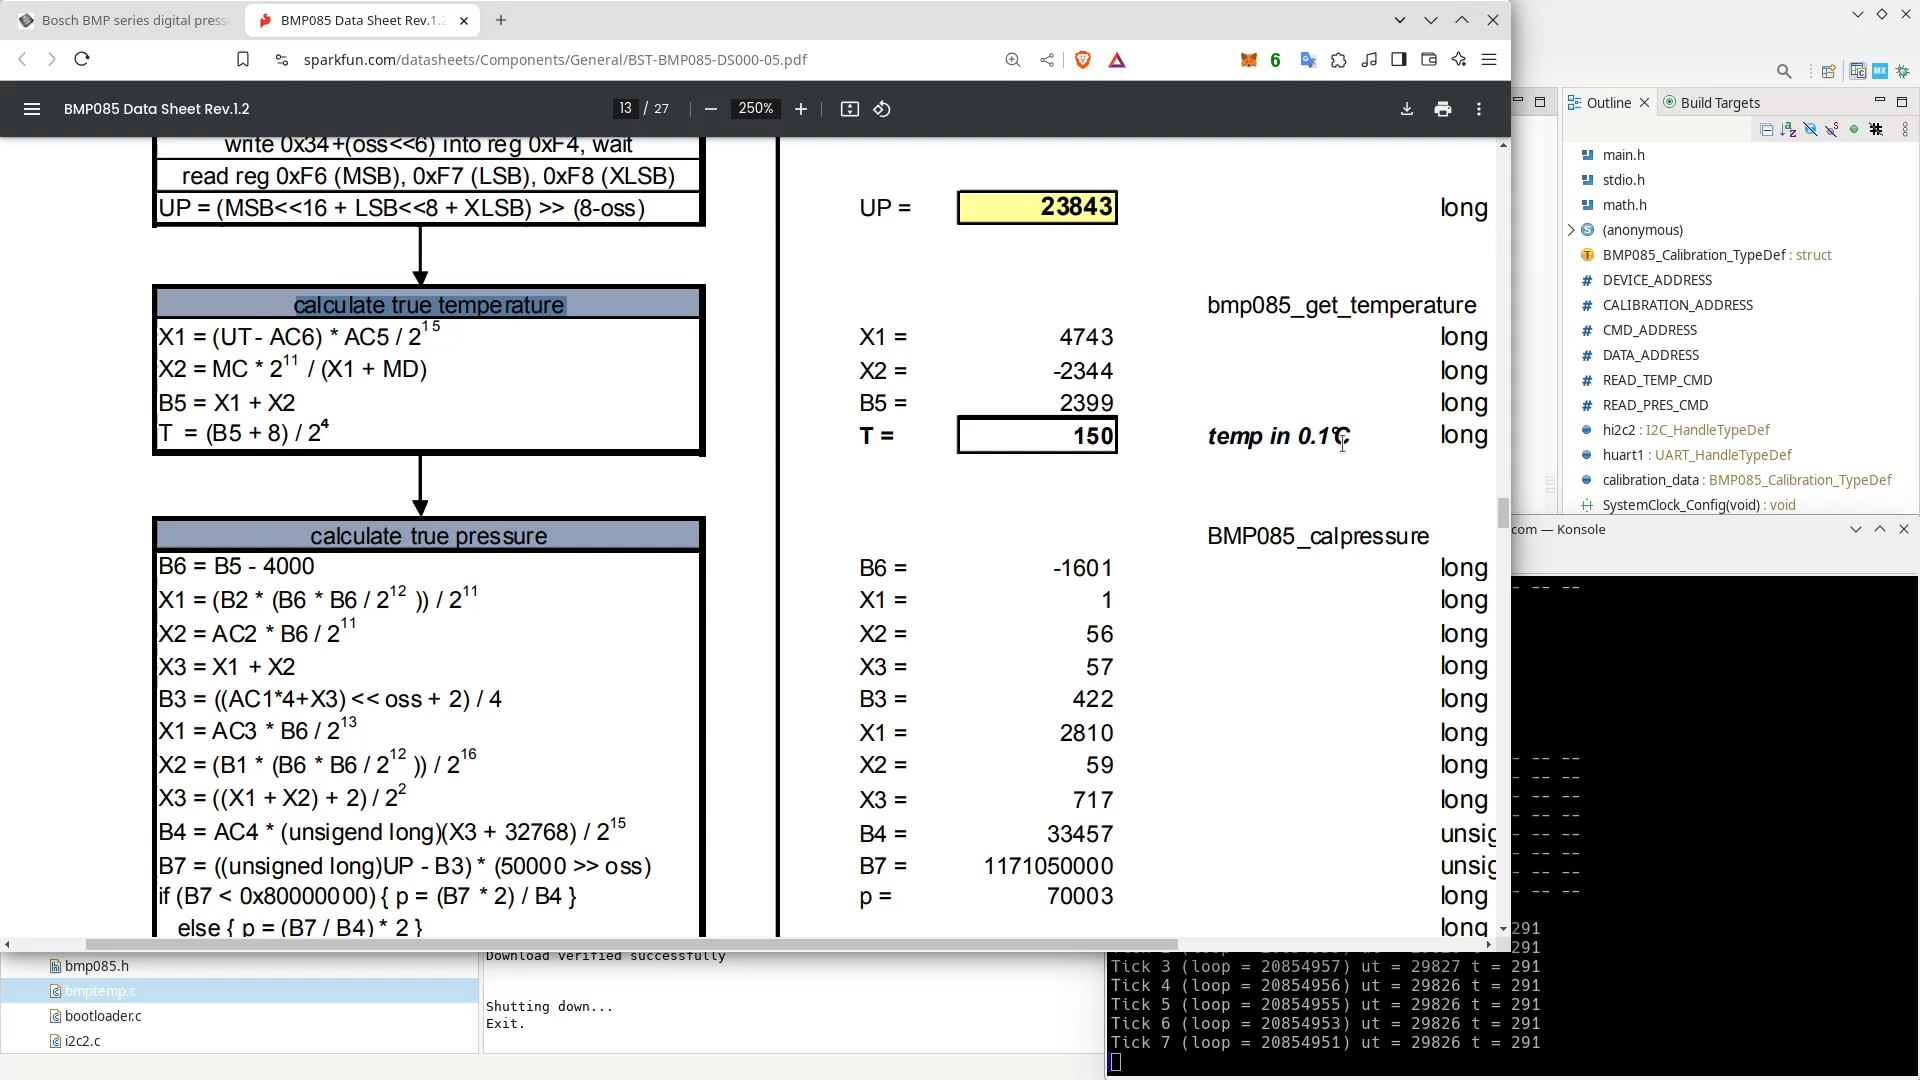 Bosch BMP series digital press
BMP085 Data Sheet Rev.1.2
sparkfun.com/datasheets/Components/General/BST-BMP085-DS000-05.pdf
6
BMP085 Data Sheet Rev.1.2
13 / 27
250%
write 0x34+(oss<<6) into reg 0xF4, wait
read reg 0xF6 (MSB), 0xF7 (LSB), 0xF8 (XLSB)
UP = (MSB<<16 + LSB<<8 + XLSB) >> (8-oss)
UP = 23843 long
calculate true temperature
bmp085_get_temperature
X1 = (UT - AC6) * AC5 / 2^15
X1 = 4743 long
X2 = MC * 2^11 / (X1 + MD)
X2 = -2344 long
B5 = X1 + X2
B5 = 2399 long
T = (B5 + 8) / 2^4
T = 150 temp in 0.1°C long
calculate true pressure
BMP085_calpressure
B6 = B5 - 4000
B6 = -1601 long
X1 = (B2 * (B6 * B6 / 2^12 )) / 2^11
X1 = 1 long
X2 = AC2 * B6 / 2^11
X2 = 56 long
X3 = X1 + X2
X3 = 57 long
B3 = ((AC1*4+X3) << oss + 2) / 4
B3 = 422 long
X1 = AC3 * B6 / 2^13
X1 = 2810 long
X2 = (B1 * (B6 * B6 / 2^12 )) / 2^16
X2 = 59 long
X3 = ((X1 + X2) + 2) / 2^2
X3 = 717 long
B4 = AC4 * (unsigend long)(X3 + 32768) / 2^15
B4 = 33457 unsig
B7 = ((unsigned long)UP - B3) * (50000 >> oss)
B7 = 1171050000 unsig
if (B7 < 0x80000000) { p = (B7 * 2) / B4 }
p = 70003 long
else { p = (B7 / B4) * 2 }
long
MX
Outline
Build Targets
main.h
stdio.h
math.h
(anonymous)
BMP085_Calibration_TypeDef : struct
DEVICE_ADDRESS
CALIBRATION_ADDRESS
CMD_ADDRESS
DATA_ADDRESS
READ_TEMP_CMD
READ_PRES_CMD
hi2c2 : I2C_HandleTypeDef
huart1 : UART_HandleTypeDef
calibration_data : BMP085_Calibration_TypeDef
SystemClock_Config(void) : void
com — Konsole
- -- --
- -- --
- -- --
- -- --
- -- --
- -- --
- -- --
- -- --
- -- --
291
291
Tick 3 (loop = 20854957) ut = 29827 t = 291
Tick 4 (loop = 20854956) ut = 29826 t = 291
Tick 5 (loop = 20854955) ut = 29826 t = 291
Tick 6 (loop = 20854953) ut = 29826 t = 291
Tick 7 (loop = 20854951) ut = 29826 t = 291
bmp085.h
bmptemp.c
bootloader.c
i2c2.c
Download verified successfully
Shutting down...
Exit.